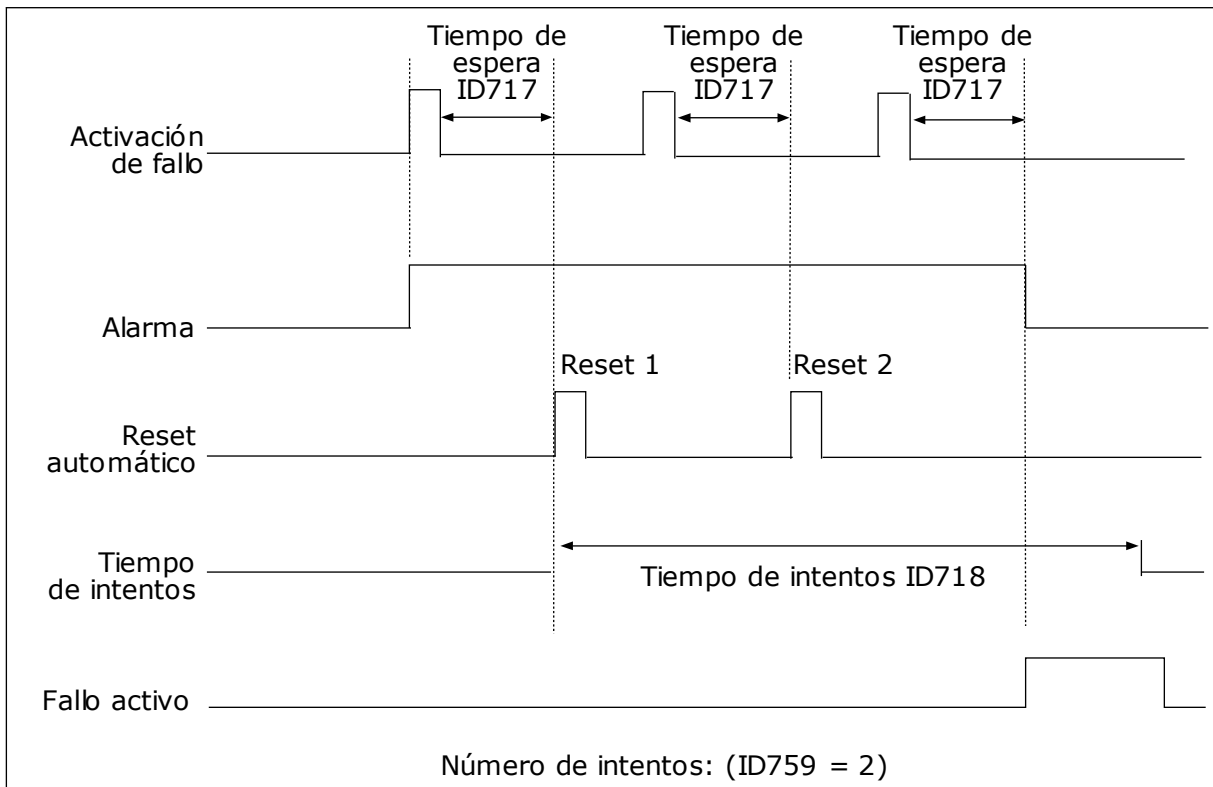 Tiempo de
espera
ID717
Tiempo de
espera
ID717
Tiempo de
espera
ID717
Activación
de fallo
Alarma
Reset 1
Reset 2
Reset
automático
Tiempo
de intentos
Tiempo de intentos ID718
Fallo activo
Número de intentos: (ID759 = 2)